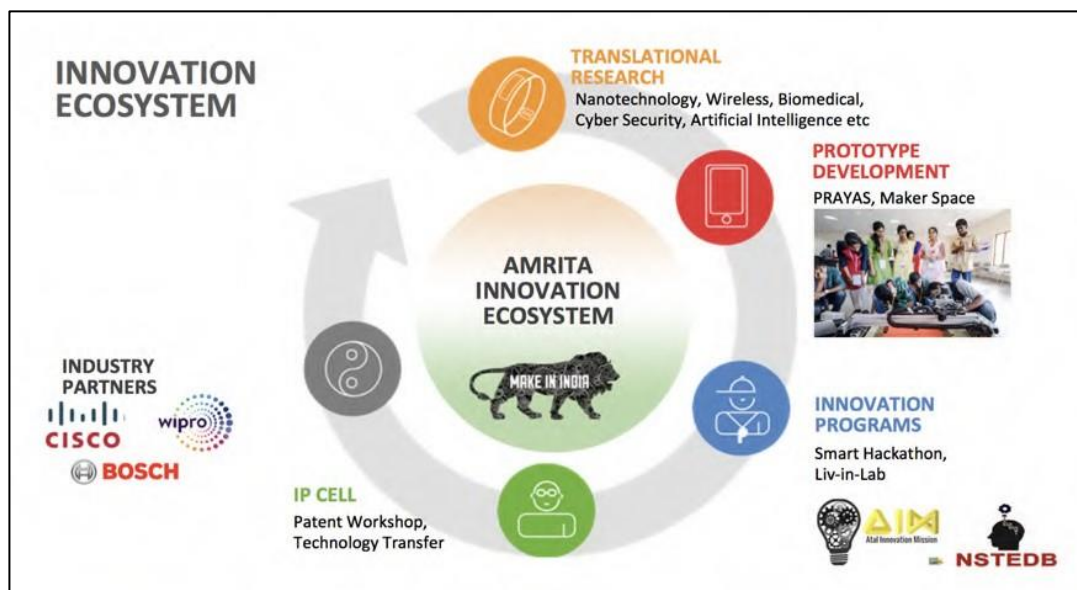 INNOVATION
ECOSYSTEM
TRANSLATIONAL
RESEARCH
Nanotechnology, Wireless, Biomedical,
Cyber Security, Artificial Intelligence etc
PROTOTYPE
DEVELOPMENT
PRAYAS, Maker Space
AMRITA
INNOVATION
ECOSYSTEM
MAKE IN INDIA
INDUSTRY
PARTNERS
CISCO
wipro
BOSCH
INNOVATION
PROGRAMS
Smart Hackathon,
Liv-in-Lab
AIM
Atal Innovation Mission
NSTEDB
IP CELL
Patent Workshop,
Technology Transfer